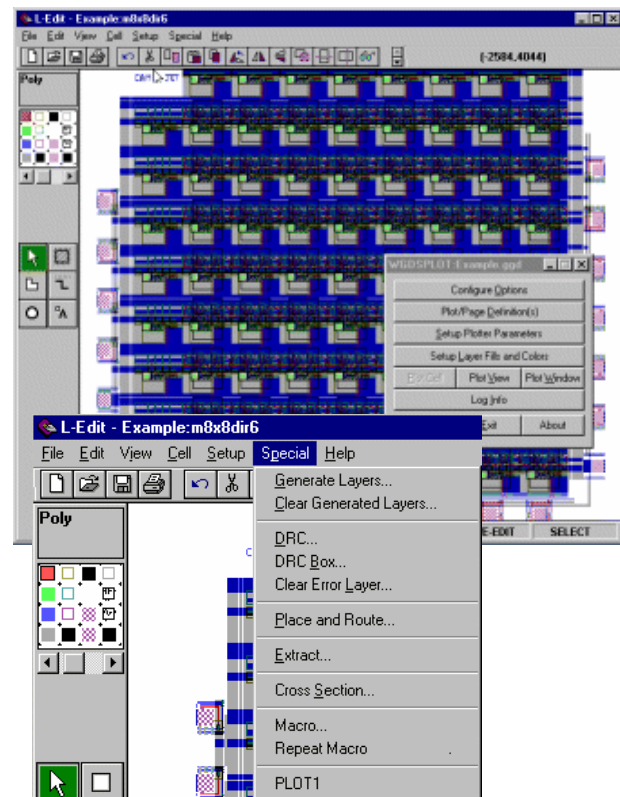 L-Edit - Example:m8x8dir6
File Edit View Cell Setup Special Help
(-2584,4044)
Poly
WGDSPLOT:Example.ggd
Configure Options
Plot/Page Definition(s)
Setup Plotter Parameters
Setup Layer Fills and Colors
Plot View Plot Window
Log Info
Exit About
L-Edit - Example:m8x8dir6
File Edit View Cell Setup Special Help
Generate Layers...
Clear Generated Layers...
Poly
DRC...
DRC Box...
Clear Error Layer...
Place and Route...
Extract...
Cross Section...
Macro...
Repeat Macro .
PLOT1
E-EDIT SELECT